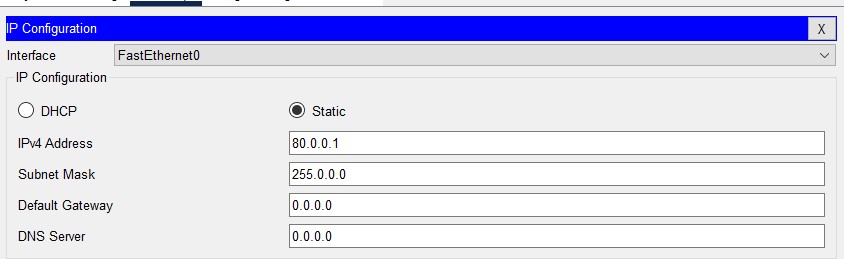 IP Configuration X
Interface FastEthernet0
IP Configuration
DHCP Static
IPv4 Address 80.0.0.1
Subnet Mask 255.0.0.0
Default Gateway 0.0.0.0
DNS Server 0.0.0.0